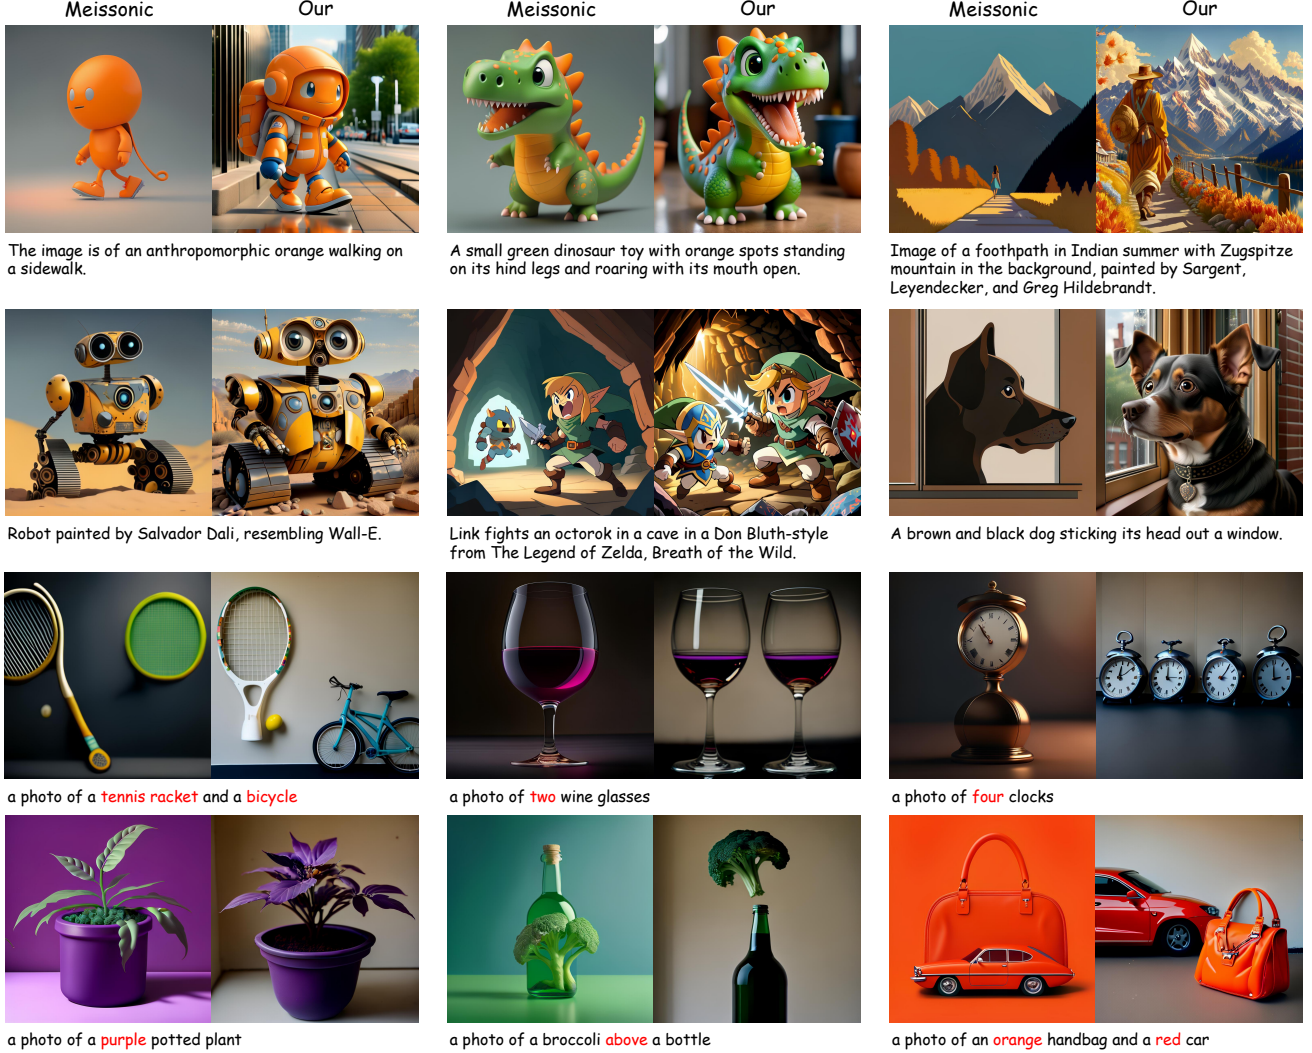 Meissonic Our Meissonic Our Meissonic Our
The image is of an anthropomorphic orange walking on
a sidewalk.
A small green dinosaur toy with orange spots standing
on its hind legs and roaring with its mouth open.
Image of a foothpath in Indian summer with Zugspitze
mountain in the background, painted by Sargent,
Leyendecker, and Greg Hildebrandt.
Robot painted by Salvador Dali, resembling Wall-E.
Link fights an octorok in a cave in a Don Bluth-style
from The Legend of Zelda, Breath of the Wild.
A brown and black dog sticking its head out a window.
a photo of a tennis racket and a bicycle
a photo of two wine glasses
a photo of four clocks
a photo of a purple potted plant
a photo of a broccoli above a bottle
a photo of an orange handbag and a red car